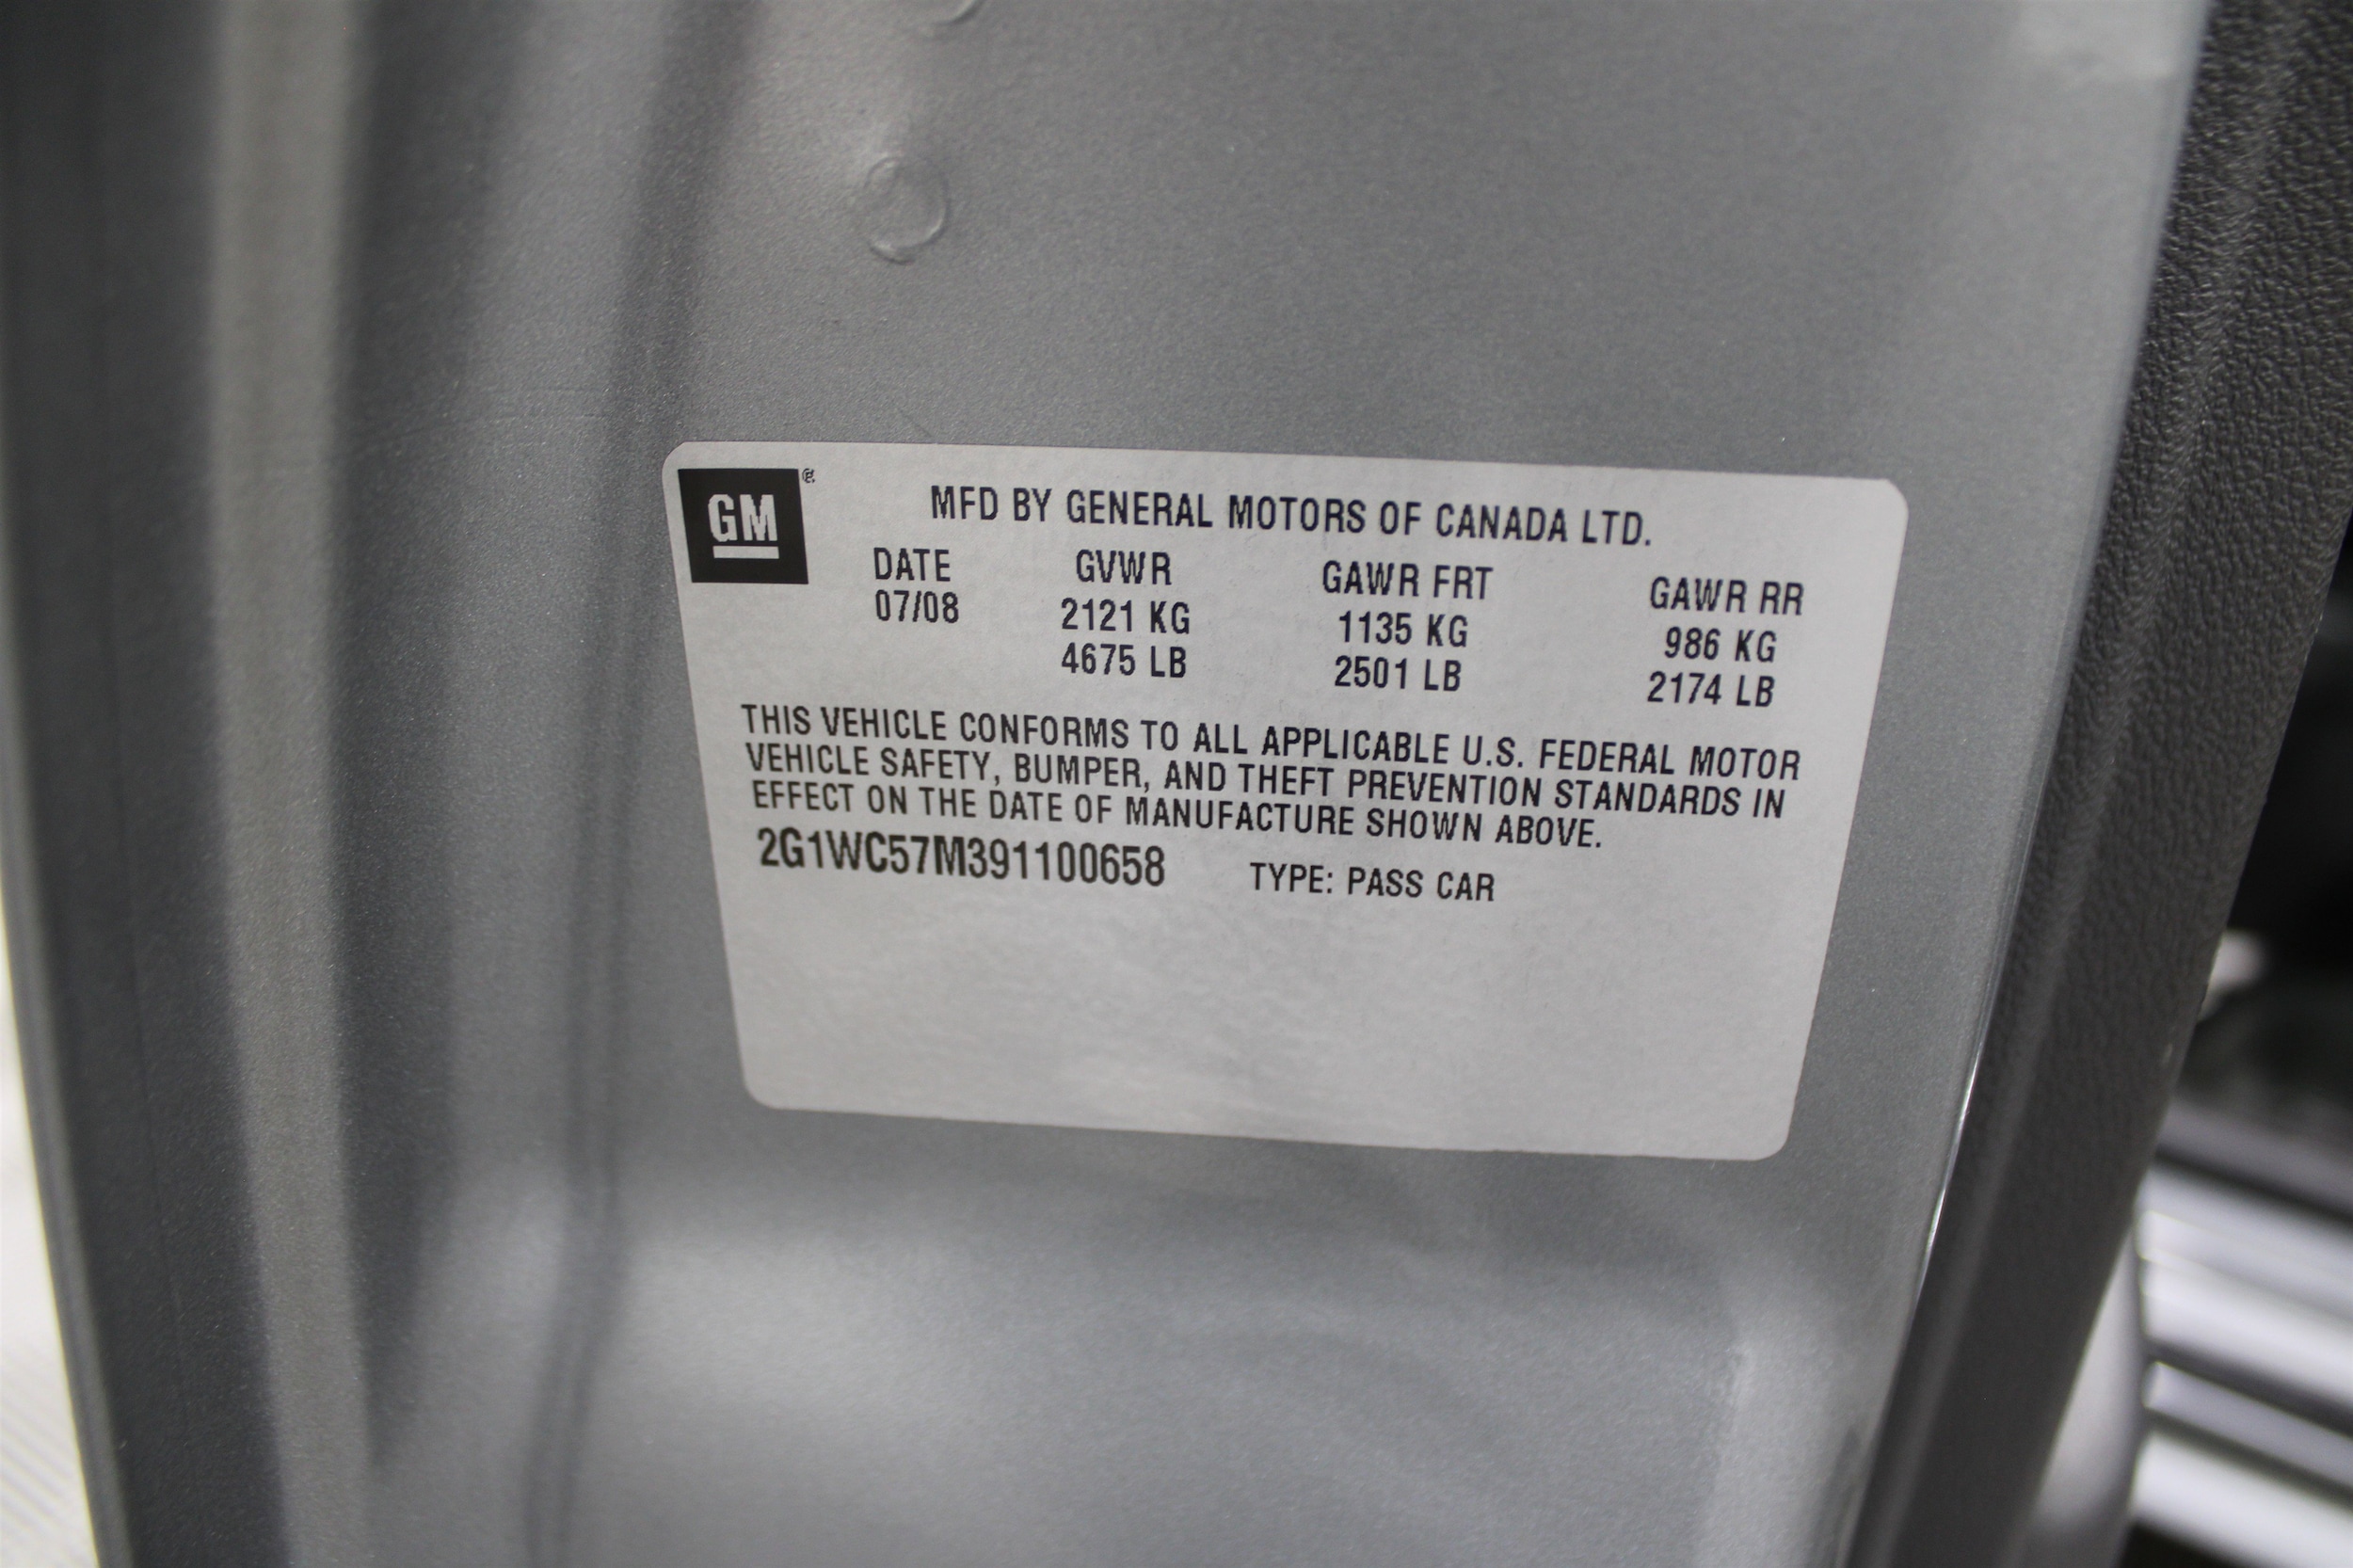 GM®
MFD BY GENERAL MOTORS OF CANADA LTD.
DATE GVWR GAWR FRT GAWR RR
07/08 2121 KG 1135 KG 986 KG
4675 LB 2501 LB 2174 LB
THIS VEHICLE CONFORMS TO ALL APPLICABLE U.S. FEDERAL MOTOR
VEHICLE SAFETY, BUMPER, AND THEFT PREVENTION STANDARDS IN
EFFECT ON THE DATE OF MANUFACTURE SHOWN ABOVE.
2G1WC57M391100658 TYPE: PASS CAR